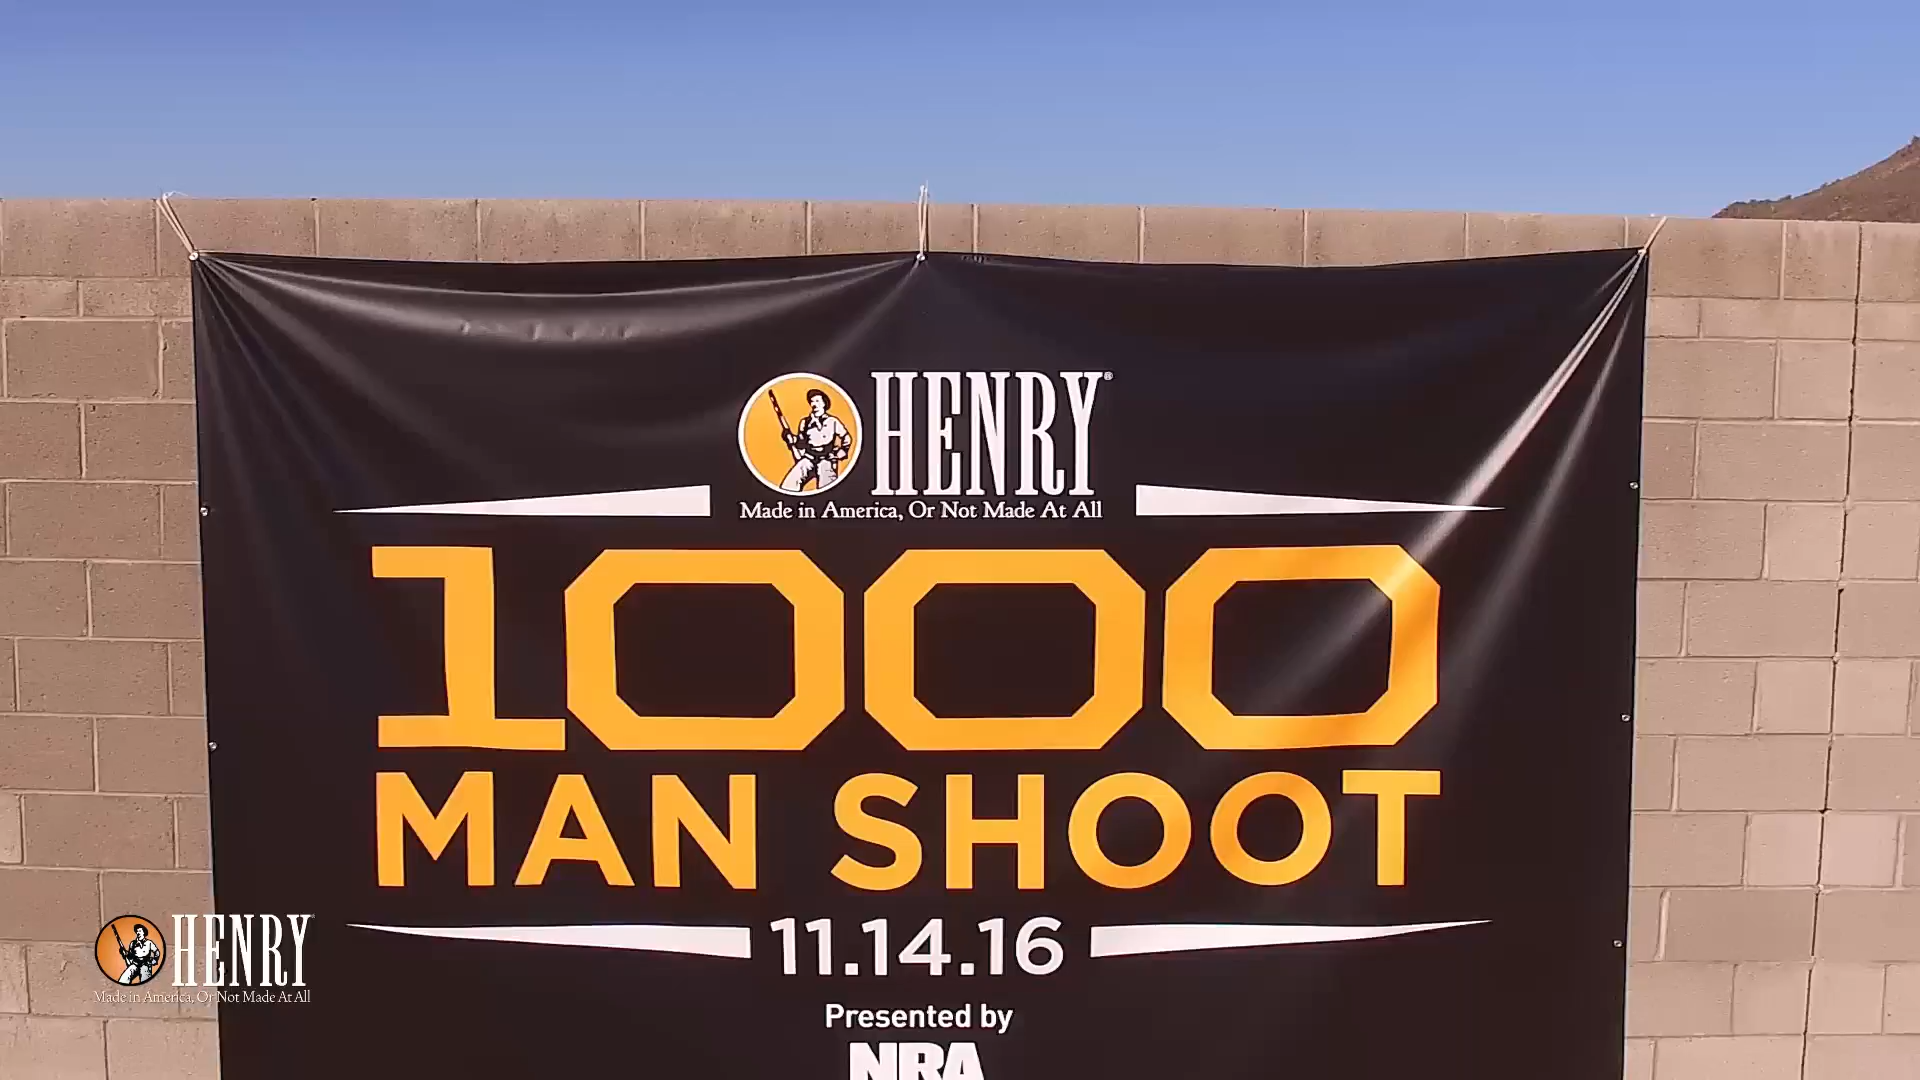 HENRY®
Made in America, Or Not Made At All
1000
MAN SHOOT
11.14.16
Presented by
NRA
HENRY
Made in America, Or Not Made At All